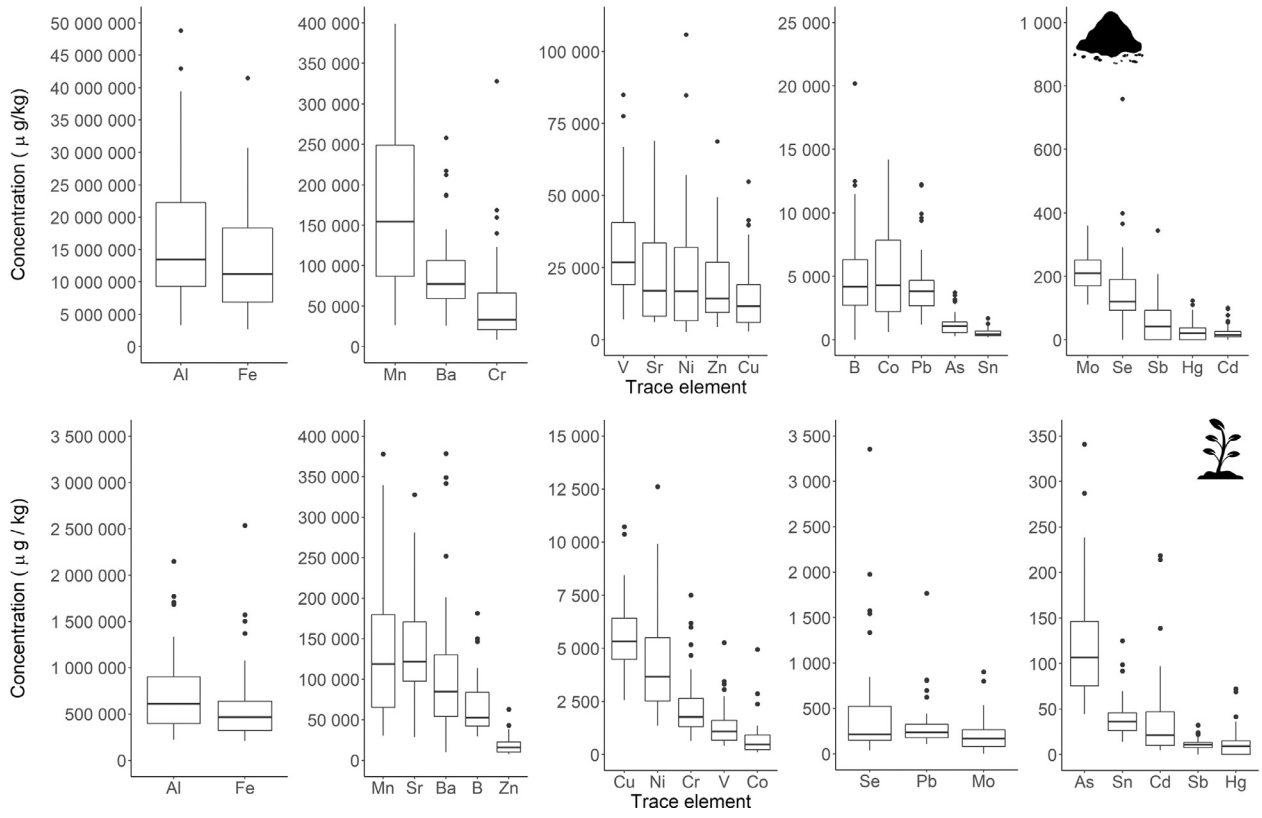 Concentration ( μ g/kg)
50 000 000
45 000 000
40 000 000
35 000 000
30 000 000
25 000 000
20 000 000
15 000 000
10 000 000
5 000 000
0
Al Fe
400 000
350 000
300 000
250 000
200 000
150 000
100 000
50 000
0
Mn Ba Cr
100 000
75 000
50 000
25 000
0
V Sr Ni Zn Cu
Trace element
25 000
20 000
15 000
10 000
5 000
0
B Co Pb As Sn
1 000
800
600
400
200
0
Mo Se Sb Hg Cd
Concentration ( μ g / kg)
3 500 000
3 000 000
2 500 000
2 000 000
1 500 000
1 000 000
500 000
0
Al Fe
400 000
350 000
300 000
250 000
200 000
150 000
100 000
50 000
0
Mn Sr Ba B Zn
15 000
12 500
10 000
7 500
5 000
2 500
0
Cu Ni Cr V Co
Trace element
3 500
3 000
2 500
2 000
1 500
1 000
500
0
Se Pb Mo
350
300
250
200
150
100
50
0
As Sn Cd Sb Hg